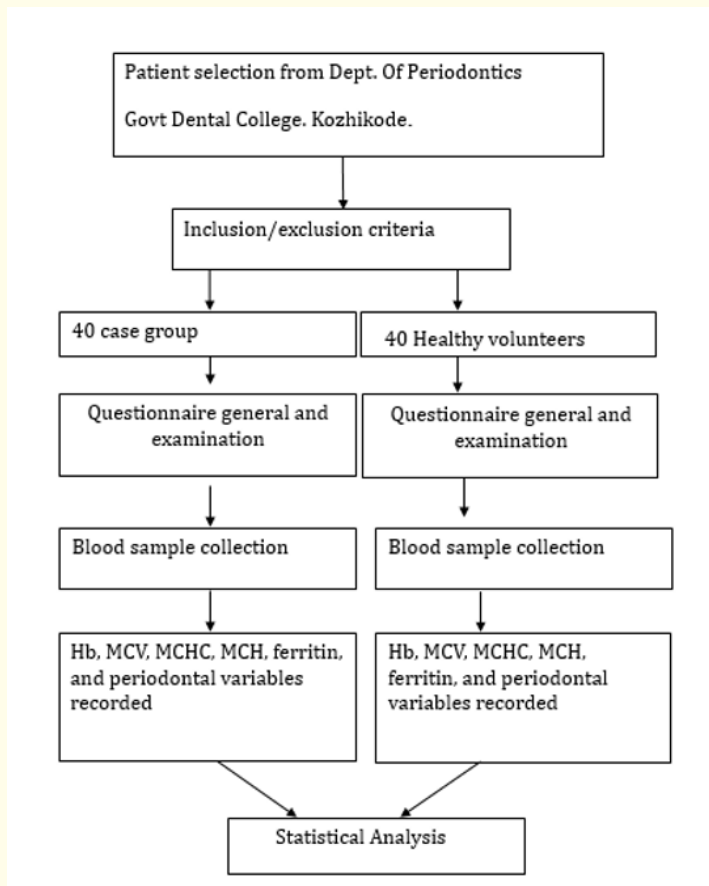 Patient selection from Dept. Of Periodontics
Govt Dental College. Kozhikode.
Inclusion/exclusion criteria
40 case group
40 Healthy volunteers
Questionnaire general and
examination
Questionnaire general and
examination
Blood sample collection
Blood sample collection
Hb, MCV, MCHC, MCH, ferritin,
and periodontal variables
recorded
Hb, MCV, MCHC, MCH,
ferritin, and periodontal
variables recorded
Statistical Analysis